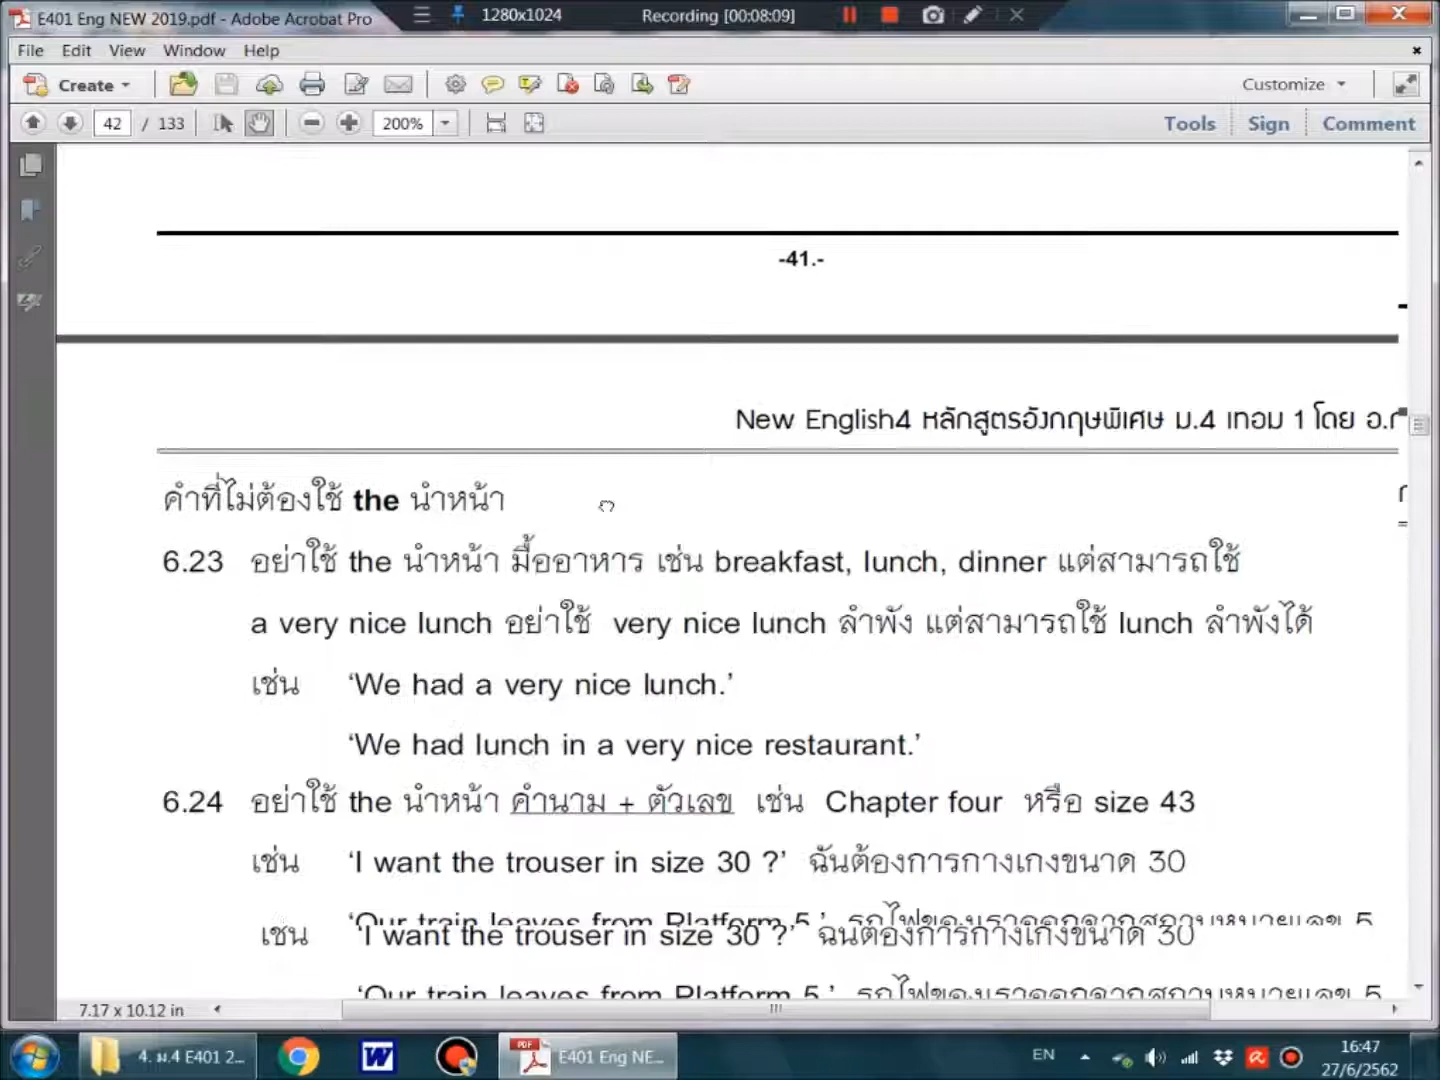 E401 Eng NEW 2019.pdf - Adobe Acrobat Pro
1280x1024
Recording [00:08:09]
File Edit View Window Help
Create
Customize
42 / 133
200%
Tools Sign Comment
-41.-
New English4 หลักสูตรอังกฤษพิเศษ ม.4 เทอม 1 โดย อ.
คำที่ไม่ต้องใช้ the นำหน้า
6.23 อย่าใช้ the นำหน้า มื้ออาหาร เช่น breakfast, lunch, dinner แต่สามารถใช้
a very nice lunch อย่าใช้ very nice lunch ลำพัง แต่สามารถใช้ lunch ลำพังได้
เช่น ‘We had a very nice lunch.’
‘We had lunch in a very nice restaurant.’
6.24 อย่าใช้ the นำหน้า คำนาม + ตัวเลข เช่น Chapter four หรือ size 43
เช่น ‘I want the trouser in size 30 ?’ ฉันต้องการกางเกงขนาด 30
‘Our train leaves from Platform 5.’
เช่น ‘I want the trouser in size 30 ?’ ฉันต้องการกางเกงขนาด 30
‘Our train leaves from Platform 5.’
7.17 x 10.12 in
4. ม.4 E401 2...
E401 Eng NE...
EN
16:47
27/6/2562